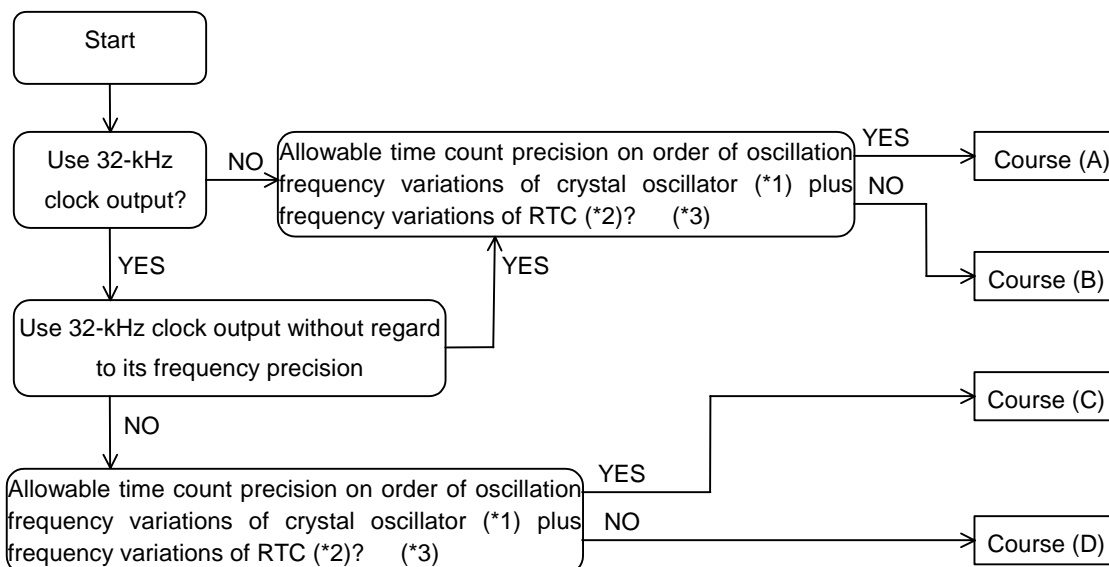 Start
Use 32-kHz
clock output?
NO
Allowable time count precision on order of oscillation
frequency variations of crystal oscillator (*1) plus
frequency variations of RTC (*2)? (*3)
YES
Course (A)
NO
Course (B)
YES
YES
Use 32-kHz clock output without regard
to its frequency precision
NO
Course (C)
Allowable time count precision on order of oscillation
frequency variations of crystal oscillator (*1) plus
frequency variations of RTC (*2)? (*3)
YES
NO
Course (D)